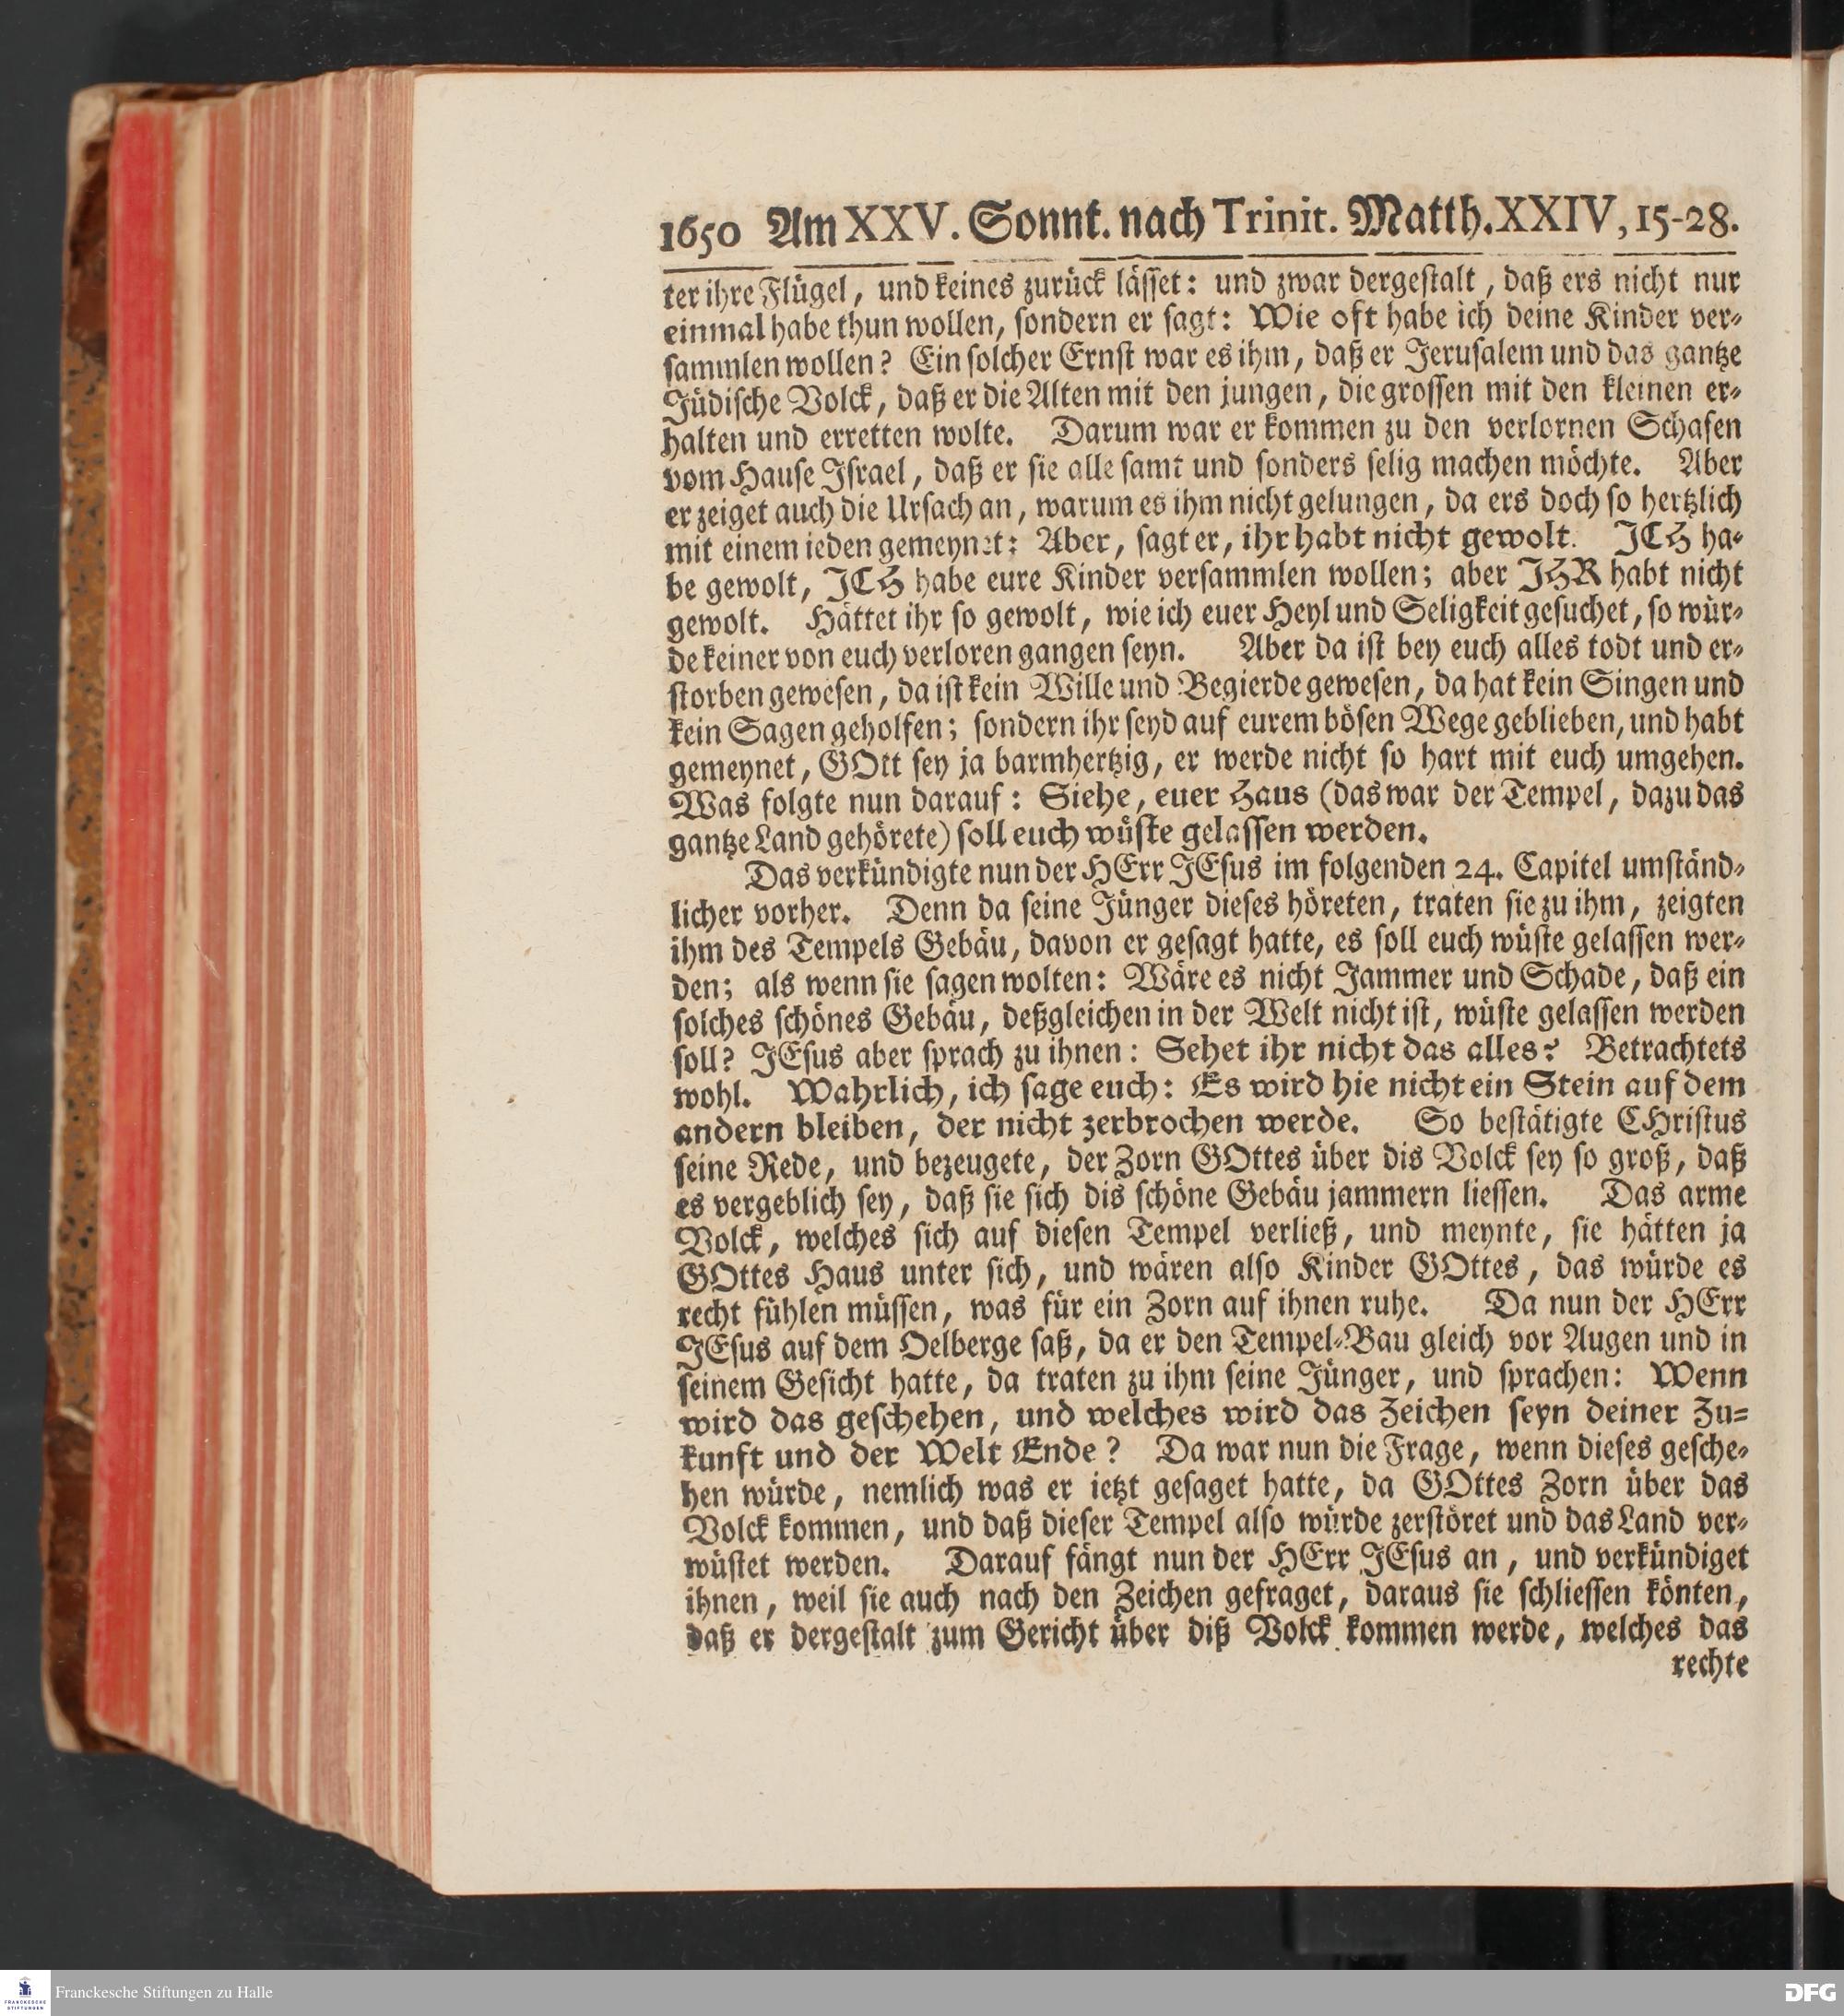 1650 Am XXV. Sonnt. nach Trinit. Matth. XXIV, 15-28.
ter ihre Flügel, und keines zurück lässet: und zwar dergestalt, daß ers nicht nur
einmal habe thun wollen, sondern er sagt: Wie oft habe ich deine Kinder ver-
sammlen wollen? Ein solcher Ernst war es ihm, daß er Jerusalem und das gantze
Jüdische Volck, daß er die Alten mit den jungen, die grossen mit den kleinen er-
halten und erretten wolte. Darum war er kommen zu den verlornen Schafen
vom Hause Israel, daß er sie alle samt und sonders selig machen möchte. Aber
er zeiget auch die Ursach an, warum es ihm nicht gelungen, da ers doch so hertzlich
mit einem ieden gemeynet: Aber, sagt er, ihr habt nicht gewolt. JCH ha-
be gewolt, JCH habe eure Kinder versammlen wollen; aber JHR habt nicht
gewolt. Hättet ihr so gewolt, wie ich euer Heyl und Seligkeit gesuchet, so wür-
de keiner von euch verloren gangen seyn. Aber da ist bey euch alles todt und er-
storben gewesen, da ist kein Wille und Begierde gewesen, da hat kein Singen und
kein Sagen geholfen; sondern ihr seyd auf eurem bösen Wege geblieben, und habt
gemeynet, GOtt sey ja barmhertzig, er werde nicht so hart mit euch umgehen.
Was folgte nun darauf: Siehe, euer Haus (das war der Tempel, dazu das
gantze Land gehörete) soll euch wüste gelassen werden.
Das verkündigte nun der HErr JEsus im folgenden 24. Capitel umständ-
licher vorher. Denn da seine Jünger dieses höreten, traten sie zu ihm, zeigten
ihm des Tempels Gebäu, davon er gesagt hatte, es soll euch wüste gelassen wer-
den; als wenn sie sagen wolten: Wäre es nicht Jammer und Schade, daß ein
solches schönes Gebäu, deßgleichen in der Welt nicht ist, wüste gelassen werden
soll? JEsus aber sprach zu ihnen: Sehet ihr nicht das alles? Betrachtets
wohl. Wahrlich, ich sage euch: Es wird hie nicht ein Stein auf dem
andern bleiben, der nicht zerbrochen werde. So bestätigte CHristus
seine Rede, und bezeugete, der Zorn GOttes über dis Volck sey so groß, daß
es vergeblich sey, daß sie sich dis schöne Gebäu jammern liessen. Das arme
Volck, welches sich auf diesen Tempel verließ, und meynte, sie hätten ja
GOttes Haus unter sich, und wären also Kinder GOttes, das würde es
recht fühlen müssen, was für ein Zorn auf ihnen ruhe. Da nun der HErr
JEsus auf dem Oelberge saß, da er den Tempel-Bau gleich vor Augen und in
seinem Gesicht hatte, da traten zu ihm seine Jünger, und sprachen: Wenn
wird das geschehen, und welches wird das Zeichen seyn deiner Zu-
kunft und der Welt Ende? Da war nun die Frage, wenn dieses gesche-
hen würde, nemlich was er ietzt gesaget hatte, da GOttes Zorn über das
Volck kommen, und daß dieser Tempel also würde zerstöret und das Land ver-
wüstet werden. Darauf fängt nun der HErr JEsus an, und verkündiget
ihnen, weil sie auch nach den Zeichen gefraget, daraus sie schliessen könten,
daß er dergestalt zum Gericht über diß Volck kommen werde, welches das
rechte
FRANCKESCHE
STIFTUNGEN
Franckesche Stiftungen zu Halle
DFG